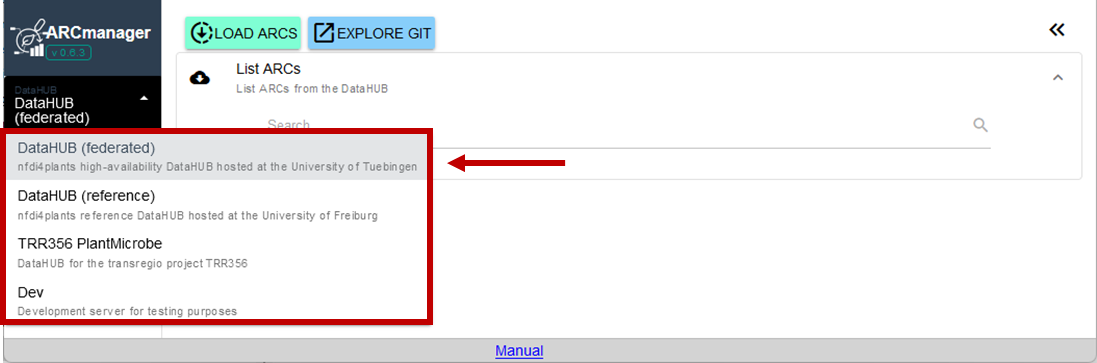 ARCmanager
v 0.6.3
LOAD ARCS
EXPLORE GIT
List ARCs
List ARCs from the DataHUB
Search
DataHUB
DataHUB
(federated)
DataHUB (federated)
nfdi4plants high-availability DataHUB hosted at the University of Tuebingen
DataHUB (reference)
nfdi4plants reference DataHUB hosted at the University of Freiburg
TRR356 PlantMicrobe
DataHUB for the transregio project TRR356
Dev
Development server for testing purposes
Manual